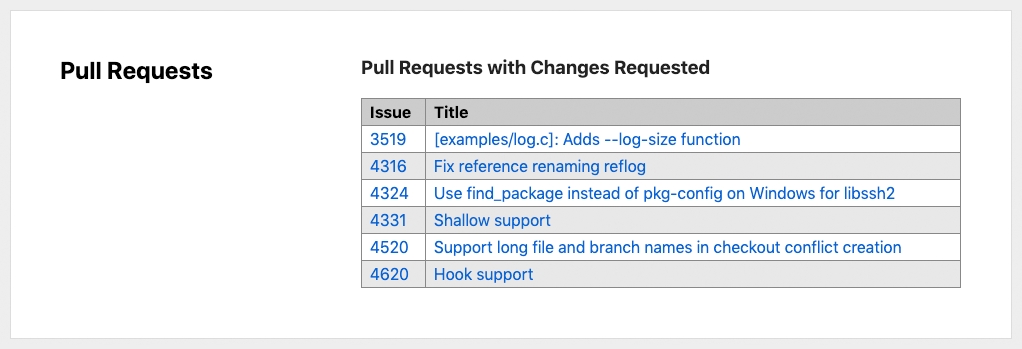 Pull Requests
Pull Requests with Changes Requested
Issue Title
3519 [examples/log.c]: Adds --log-size function
4316 Fix reference renaming reflog
4324 Use find_package instead of pkg-config on Windows for libssh2
4331 Shallow support
4520 Support long file and branch names in checkout conflict creation
4620 Hook support